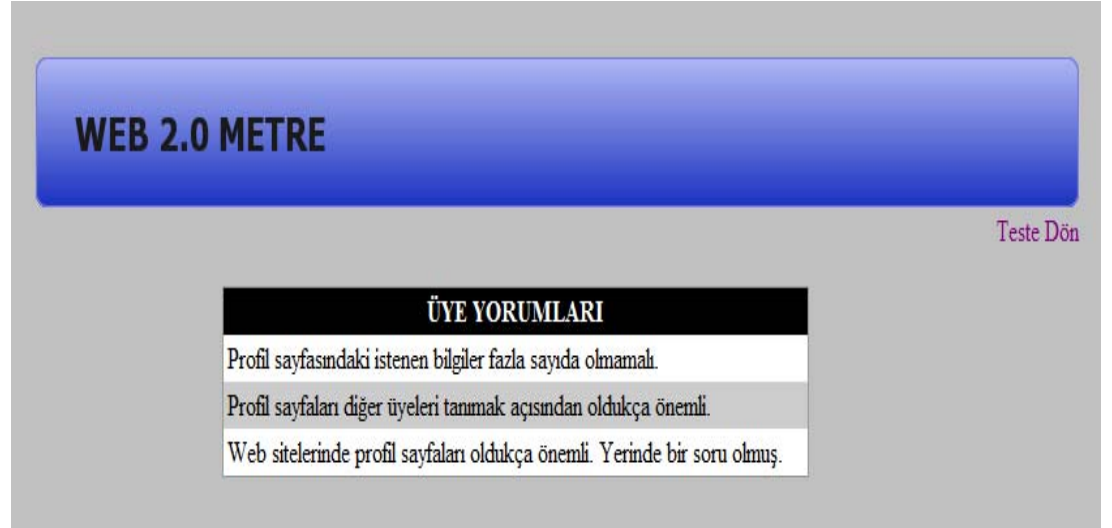 WEB 2.0 METRE
Teste Dön
ÜYE YORUMLARI
Profil sayfasındaki istenen bilgiler fazla sayıda olmamalı.
Profil sayfaları diğer üyeleri tanımak açısından oldukça önemli.
Web sitelerinde profil sayfaları oldukça önemli. Yerinde bir soru olmuş.